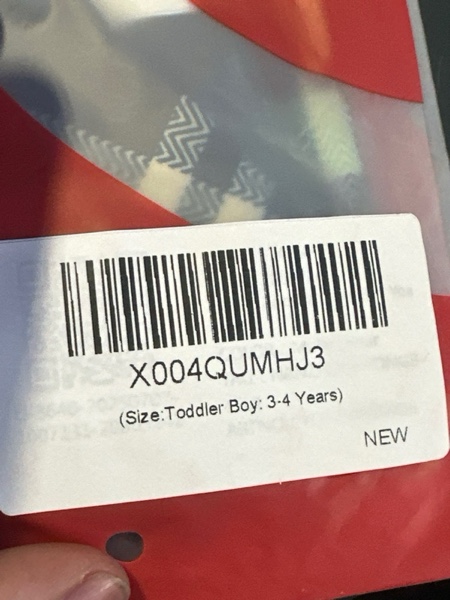 X004QUMHJ3
(Size:Toddler Boy: 3-4 Years)
NEW